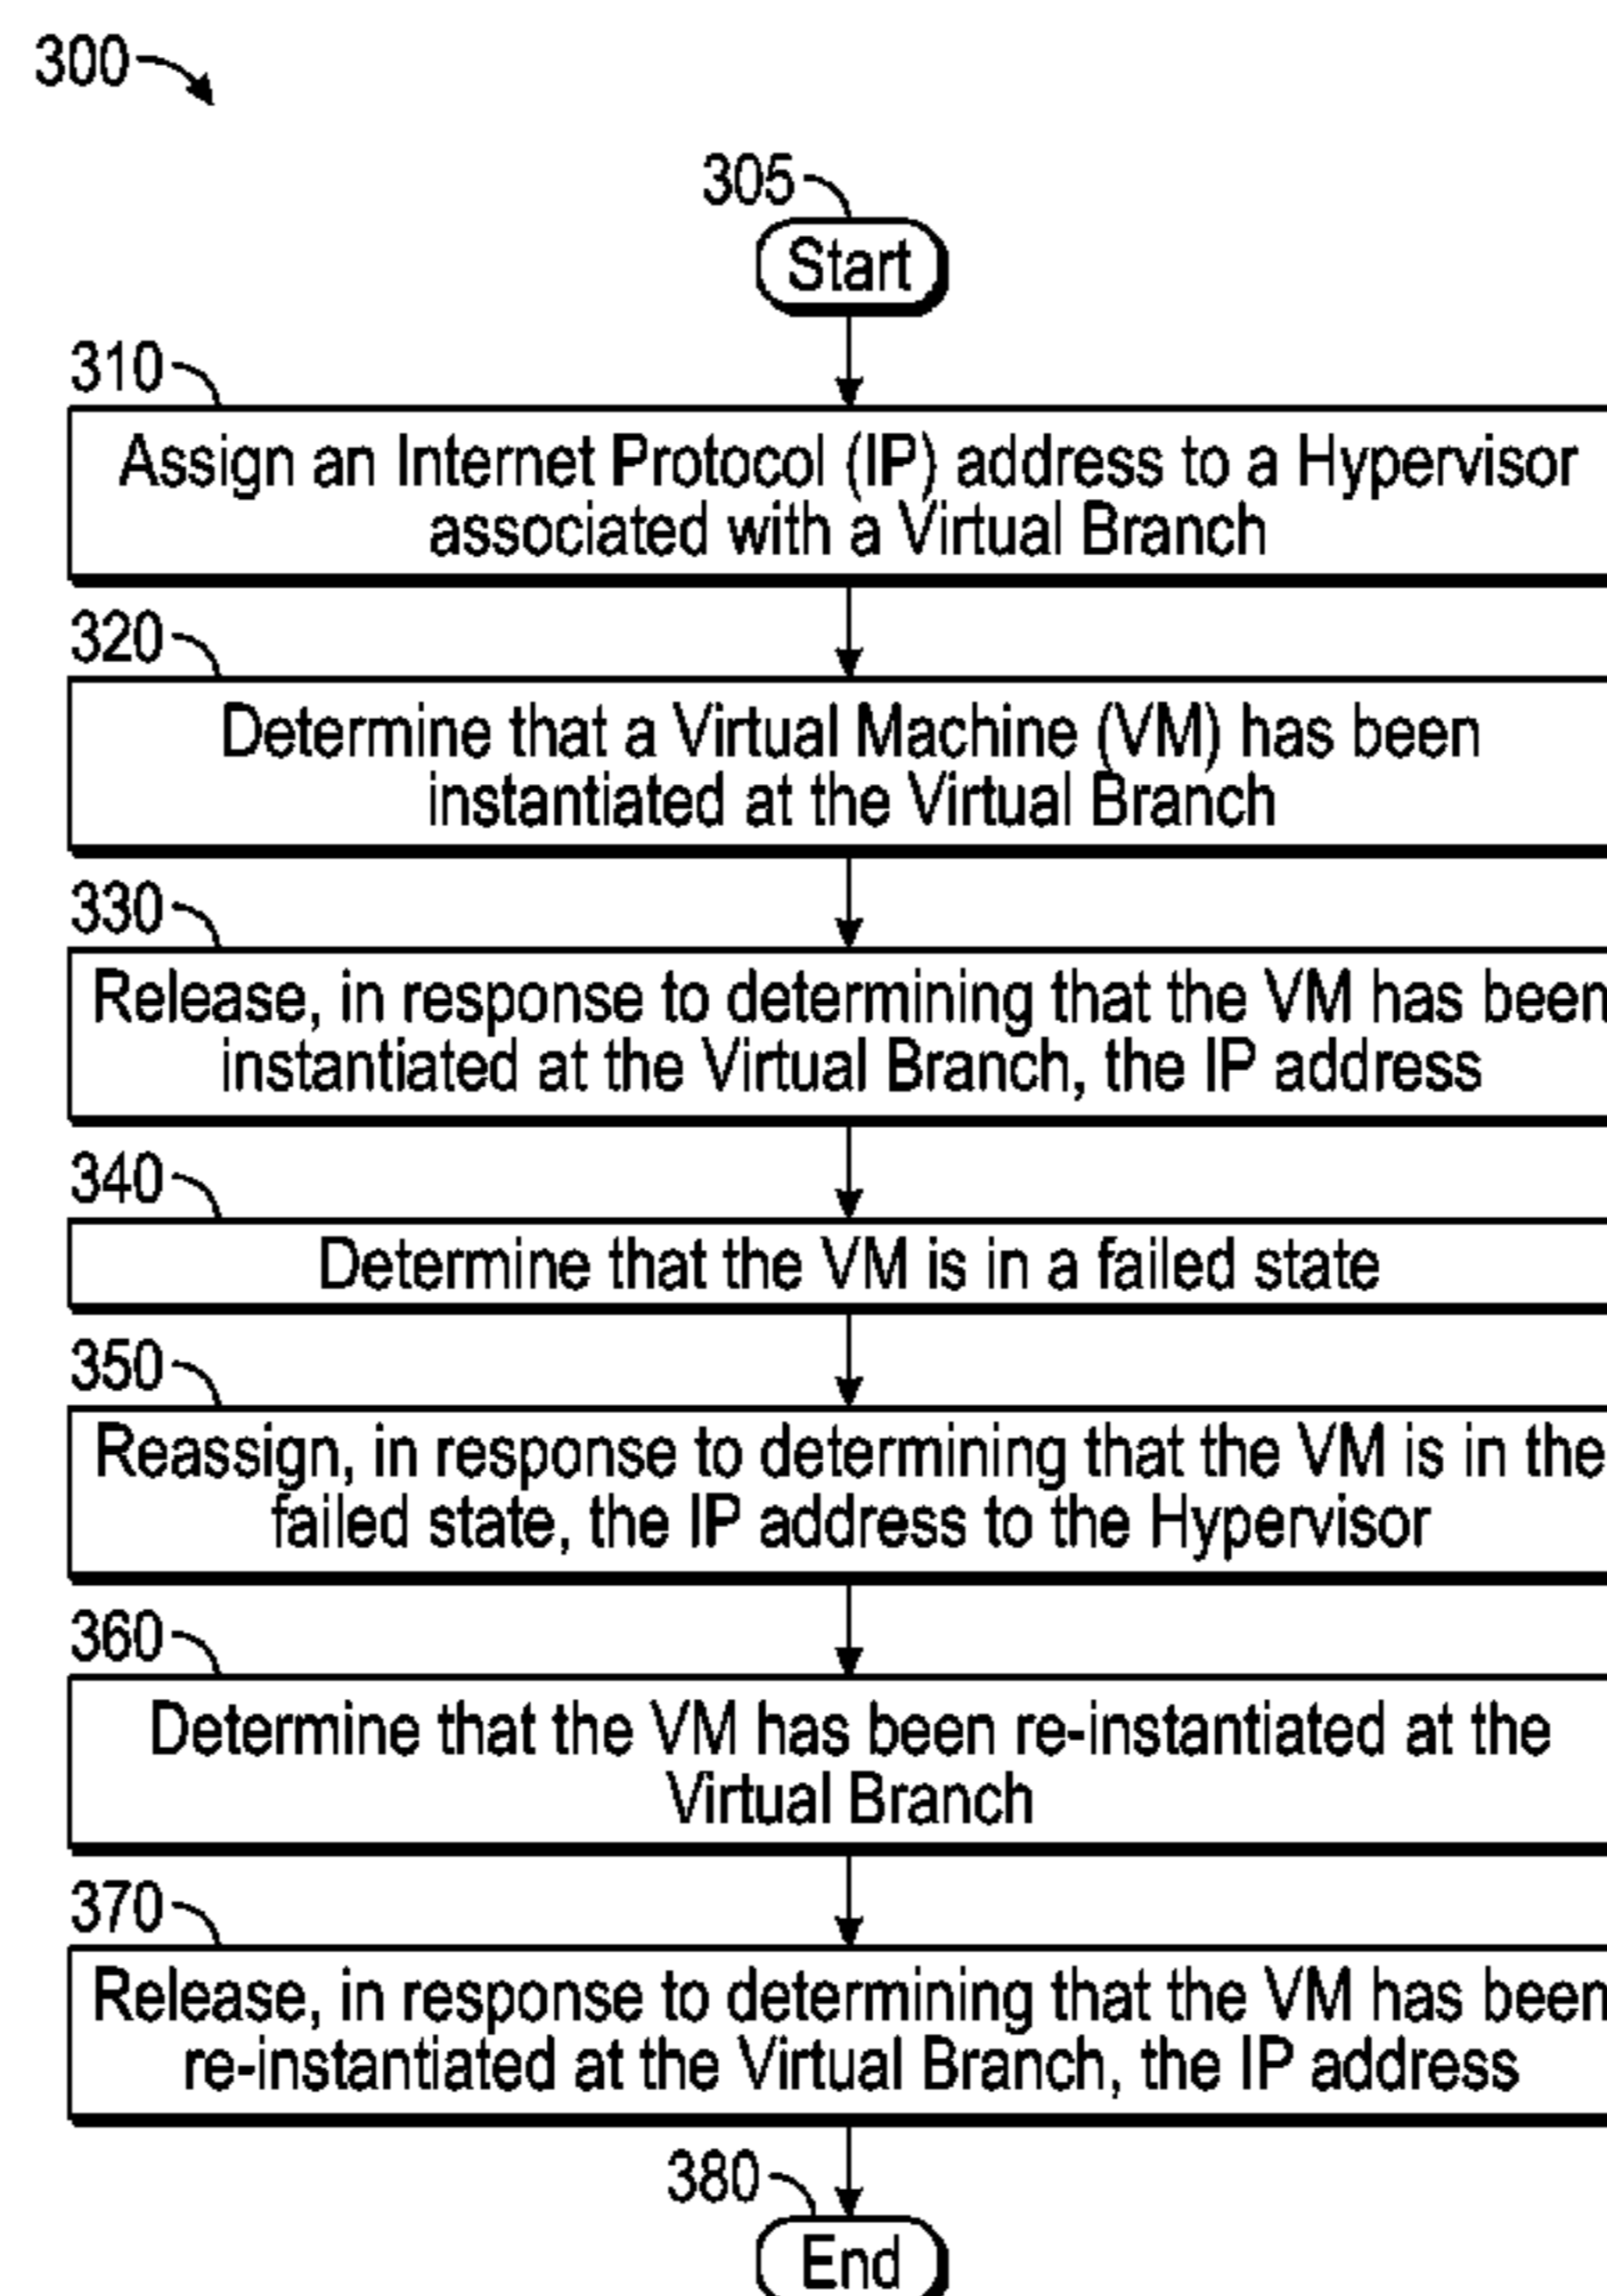 300
305
Start
310
Assign an Internet Protocol (IP) address to a Hypervisor
associated with a Virtual Branch
320
Determine that a Virtual Machine (VM) has been
instantiated at the Virtual Branch
330
Release, in response to determining that the VM has been
instantiated at the Virtual Branch, the IP address
340
Determine that the VM is in a failed state
350
Reassign, in response to determining that the VM is in the
failed state, the IP address to the Hypervisor
360
Determine that the VM has been re-instantiated at the
Virtual Branch
370
Release, in response to determining that the VM has been
re-instantiated at the Virtual Branch, the IP address
380
End